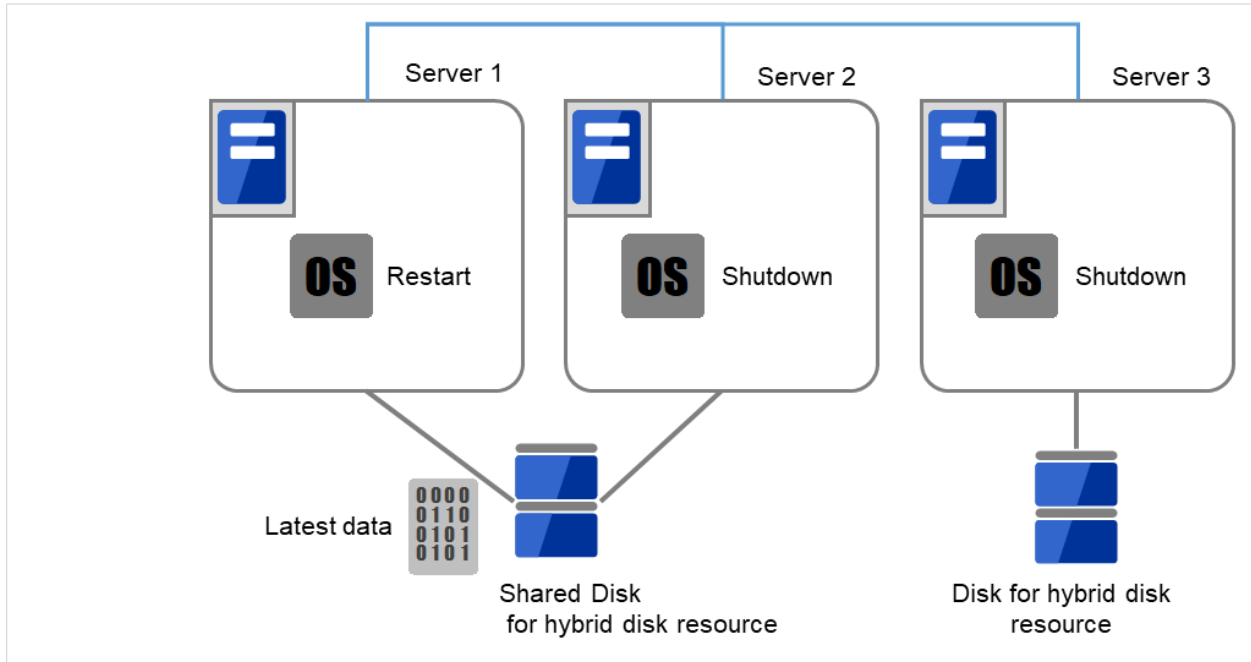 Server 1
Server 2
Server 3
OS Restart
OS Shutdown
OS Shutdown
Latest data
0000
0110
0101
0101
Shared Disk
for hybrid disk resource
Disk for hybrid disk
resource